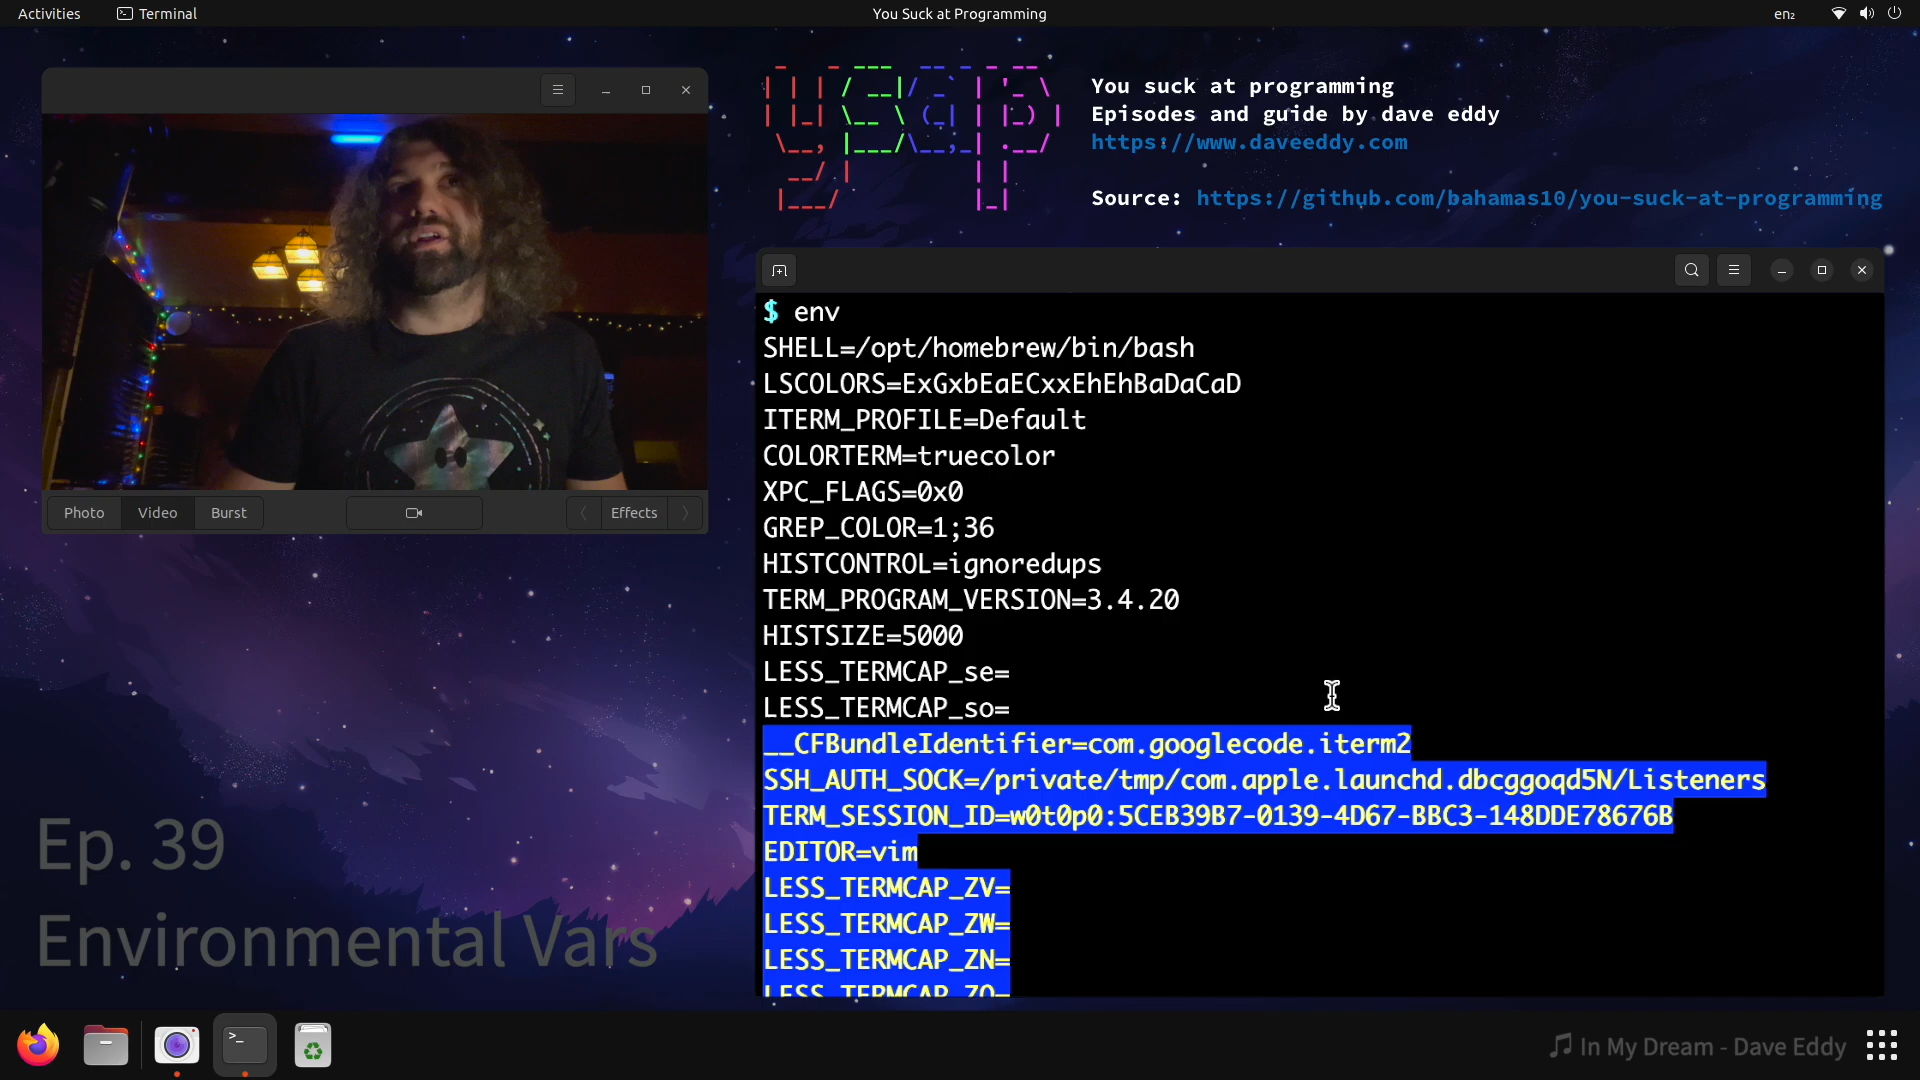 Activities
Terminal
You Suck at Programming
en₂
You suck at programming
Episodes and guide by dave eddy
https://www.daveeddy.com
Source: https://github.com/bahamas10/you-suck-at-programming
Photo
Video
Burst
Effects
$ env
SHELL=/opt/homebrew/bin/bash
LSCOLORS=ExGxbEaECxxEhEhBaDaCaD
ITERM_PROFILE=Default
COLORTERM=truecolor
XPC_FLAGS=0x0
GREP_COLOR=1;36
HISTCONTROL=ignoredups
TERM_PROGRAM_VERSION=3.4.20
HISTSIZE=5000
LESS_TERMCAP_se=
LESS_TERMCAP_so=
__CFBundleIdentifier=com.googlecode.iterm2
SSH_AUTH_SOCK=/private/tmp/com.apple.launchd.dbcggoqd5N/Listeners
TERM_SESSION_ID=w0t0p0:5CEB39B7-0139-4D67-BBC3-148DDE78676B
EDITOR=vim
LESS_TERMCAP_ZV=
LESS_TERMCAP_ZW=
LESS_TERMCAP_ZN=
LESS_TERMCAP_ZO=
Ep. 39
Environmental Vars
In My Dream - Dave Eddy